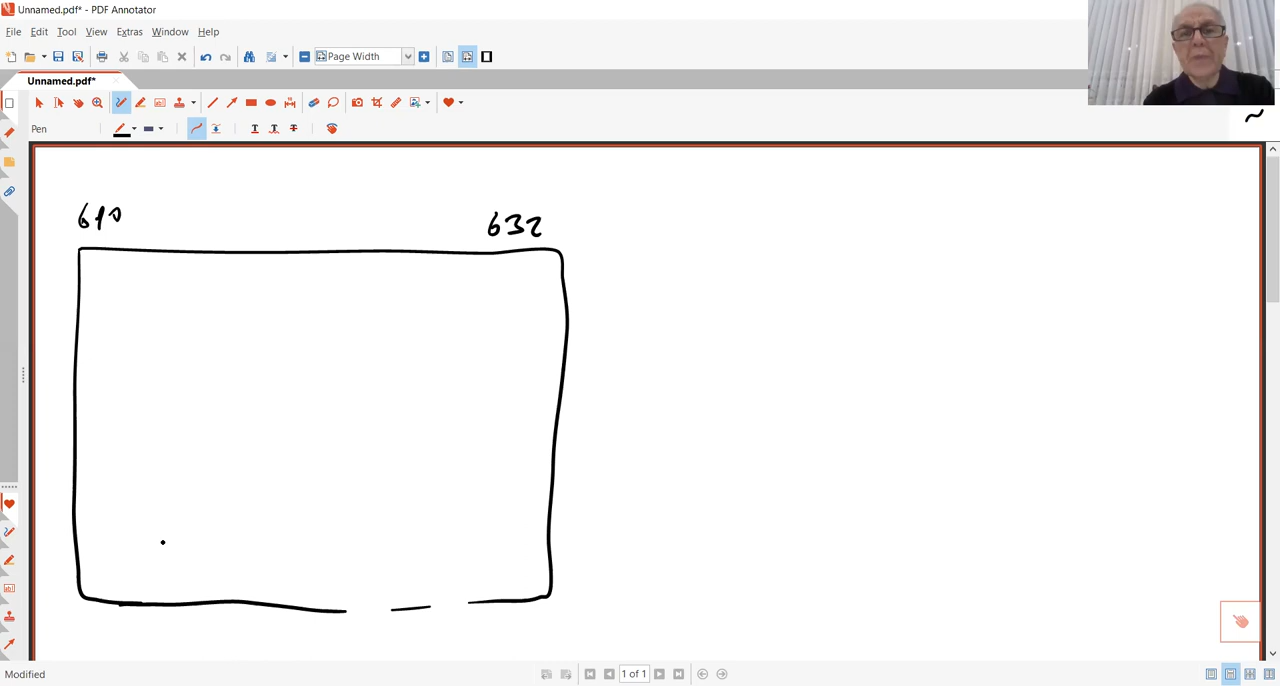 Unnamed.pdf* - PDF Annotator
File Edit Tool View Extras Window Help
Page Width
Unnamed.pdf*
Pen
610 632
1 of 1
Modified